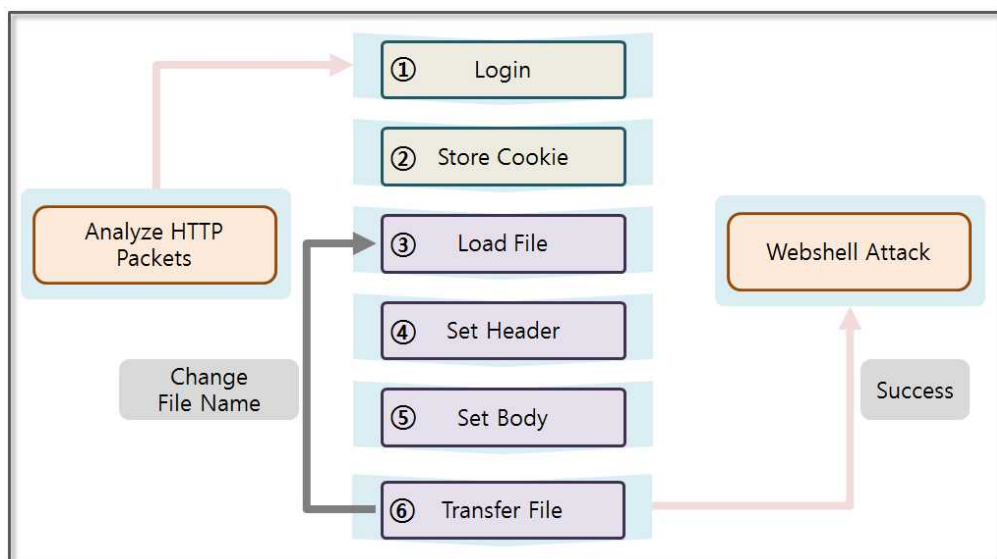 ① Login
② Store Cookie
Analyze HTTP
Packets
③ Load File
Webshell Attack
④ Set Header
Change
File Name
Success
⑤ Set Body
⑥ Transfer File